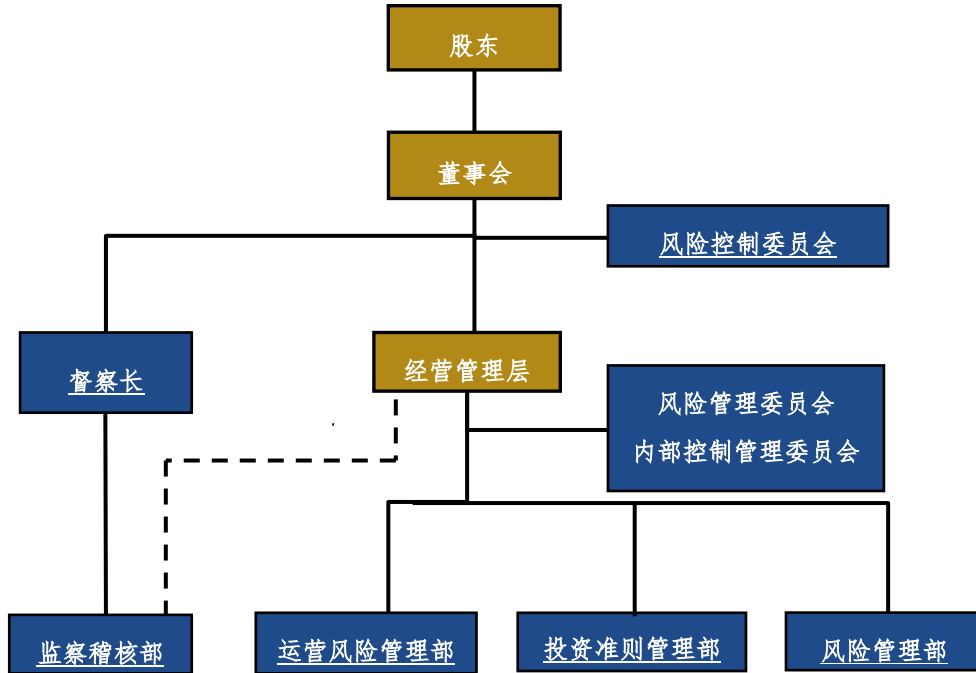 股东
董事会
风险控制委员会
督察长
经营管理层
风险管理委员会
内部控制管理委员会
监察稽核部
运营风险管理部
投资准则管理部
风险管理部